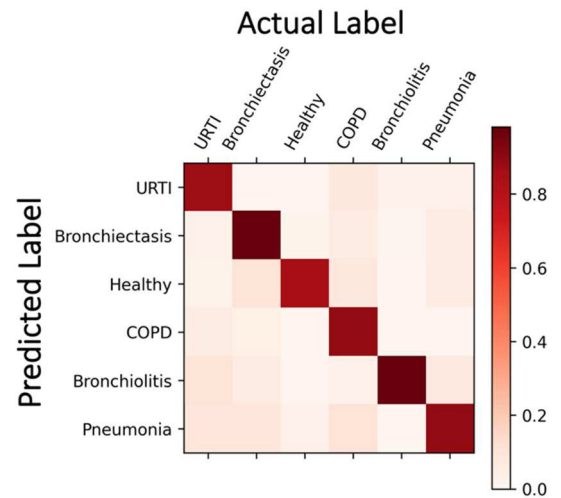 Actual Label
URTI
Bronchiectasis
Healthy
COPD
Bronchiolitis
Pneumonia
Predicted Label
URTI
Bronchiectasis
Healthy
COPD
Bronchiolitis
Pneumonia
0.8
0.6
0.4
0.2
0.0